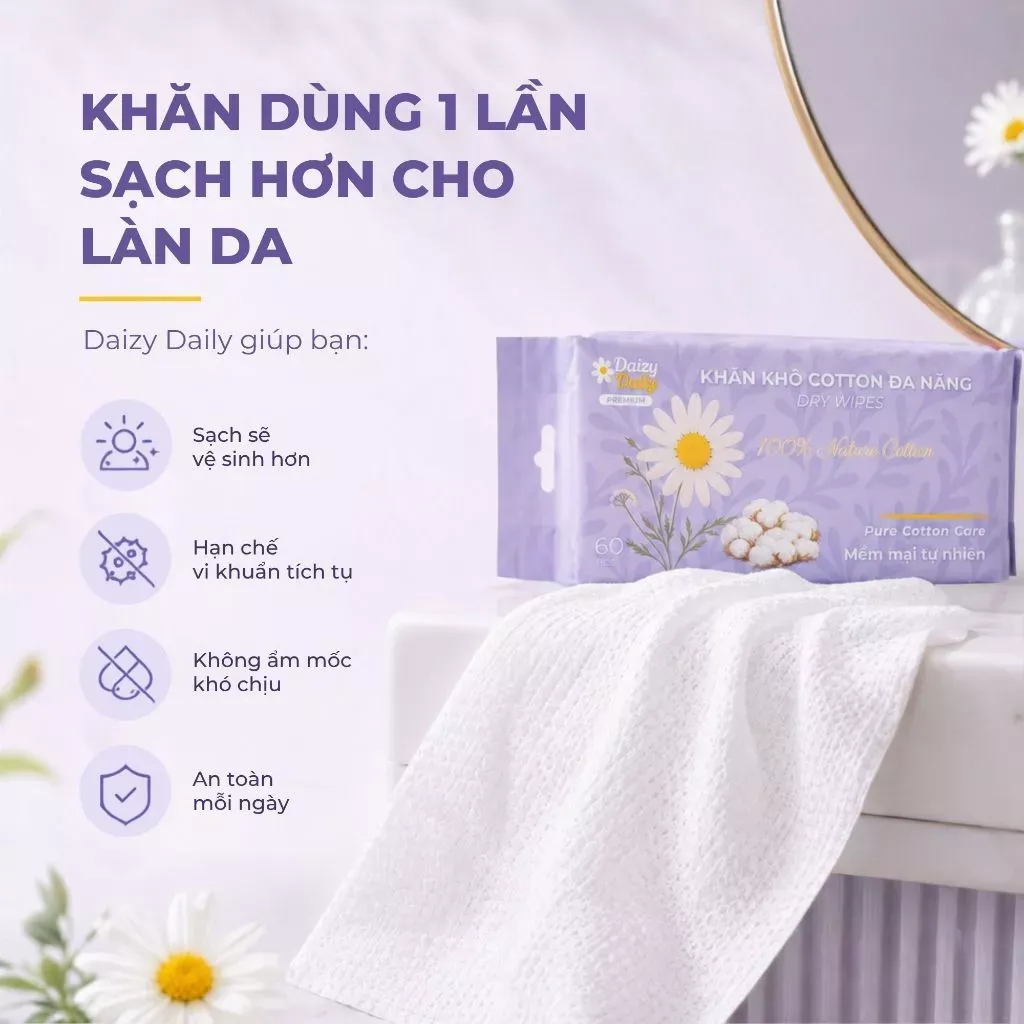 KHĂN DÙNG 1 LẦN
SẠCH HƠN CHO
LÀN DA
Daizy Daily giúp bạn:
Sạch sẽ
vệ sinh hơn
Hạn chế
vi khuẩn tích tụ
Không ẩm mốc
khó chịu
An toàn
mỗi ngày
Daizy
Daily
PREMIUM
KHĂN KHÔ COTTON ĐA NĂNG
DRY WIPES
100% Nature Cotton
Pure Cotton Care
Mềm mại tự nhiên
60